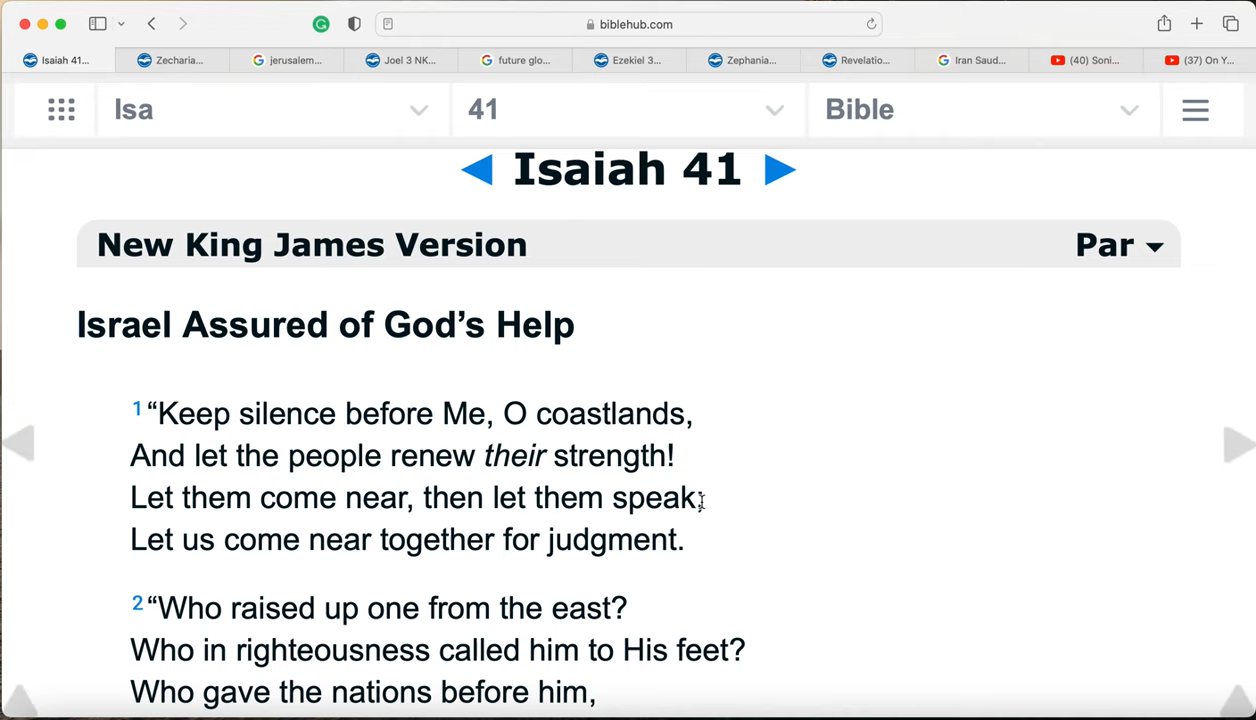 biblehub.com
Isaiah 41...
Zecharia...
jerusalem...
Joel 3 NK...
future glo...
Ezekiel 3...
Zephania...
Revelatio...
Iran Saud...
(40) Soni...
(37) On Y...
Isa
41
Bible
Isaiah 41
New King James Version
Par
Israel Assured of God’s Help
1 “Keep silence before Me, O coastlands,
And let the people renew their strength!
Let them come near, then let them speak;
Let us come near together for judgment.
2 “Who raised up one from the east?
Who in righteousness called him to His feet?
Who gave the nations before him,